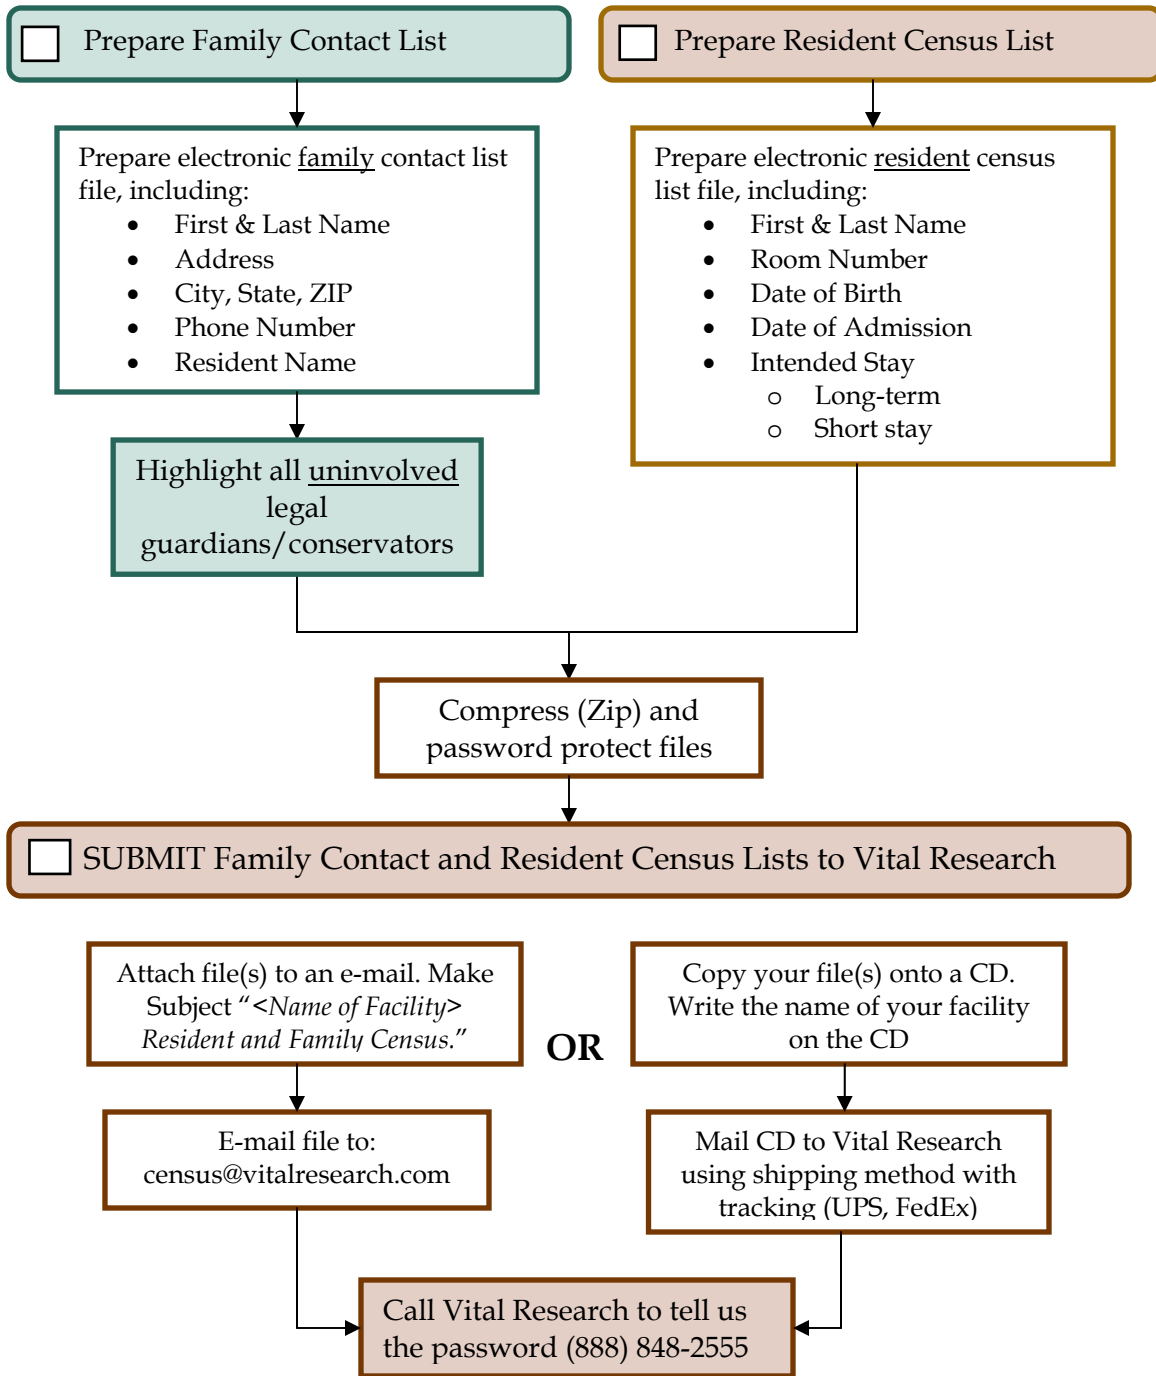 Prepare Family Contact List
Prepare electronic family contact list
file, including:
• First & Last Name
• Address
• City, State, ZIP
• Phone Number
• Resident Name
Highlight all uninvolved
legal
guardians/conservators
Prepare Resident Census List
Prepare electronic resident census
list file, including:
• First & Last Name
• Room Number
• Date of Birth
• Date of Admission
• Intended Stay
o Long-term
o Short stay
Compress (Zip) and
password protect files
SUBMIT Family Contact and Resident Census Lists to Vital Research
Attach file(s) to an e-mail. Make
Subject “<Name of Facility>
Resident and Family Census.”
E-mail file to:
census@vitalresearch.com
OR
Copy your file(s) onto a CD.
Write the name of your facility
on the CD
Mail CD to Vital Research
using shipping method with
tracking (UPS, FedEx)
Call Vital Research to tell us
the password (888) 848-2555